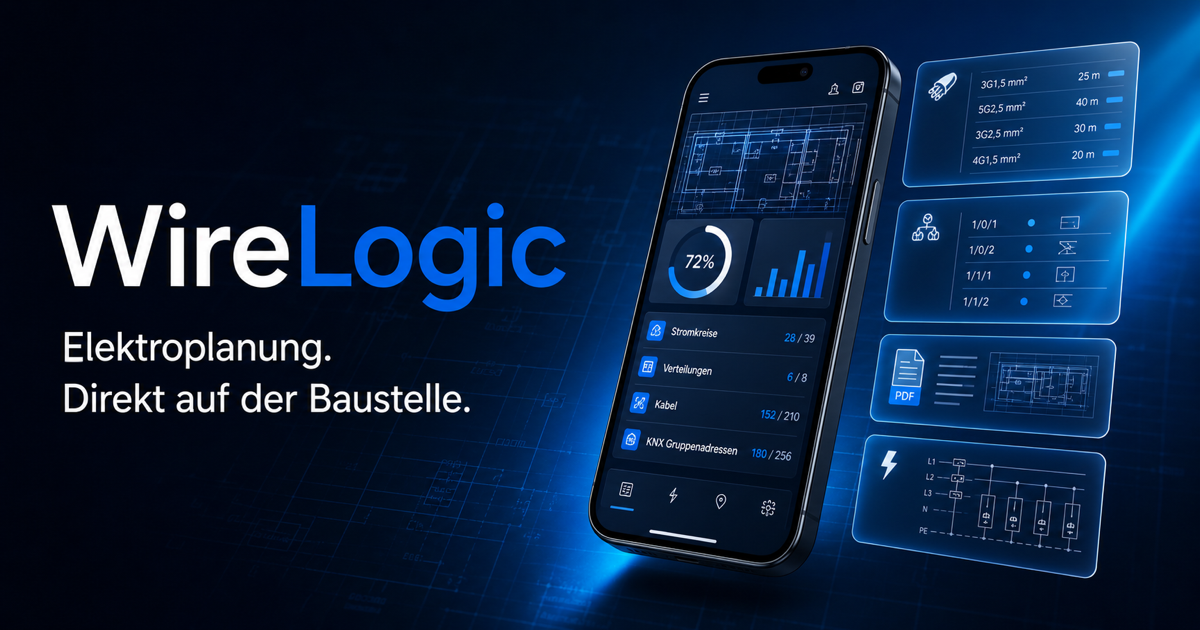 WireLogic
Elektroplanung.
Direkt auf der Baustelle.
72%
Stromkreise 28 / 39
Verteilungen 6 / 8
Kabel 152 / 210
KNX Gruppenadressen 180 / 256
3G1,5 mm² 25 m
5G2,5 mm² 40 m
3G2,5 mm² 30 m
4G1,5 mm² 20 m
1/0/1
1/0/2
1/1/1
1/1/2
PDF
L1
L2
L3
N
PE